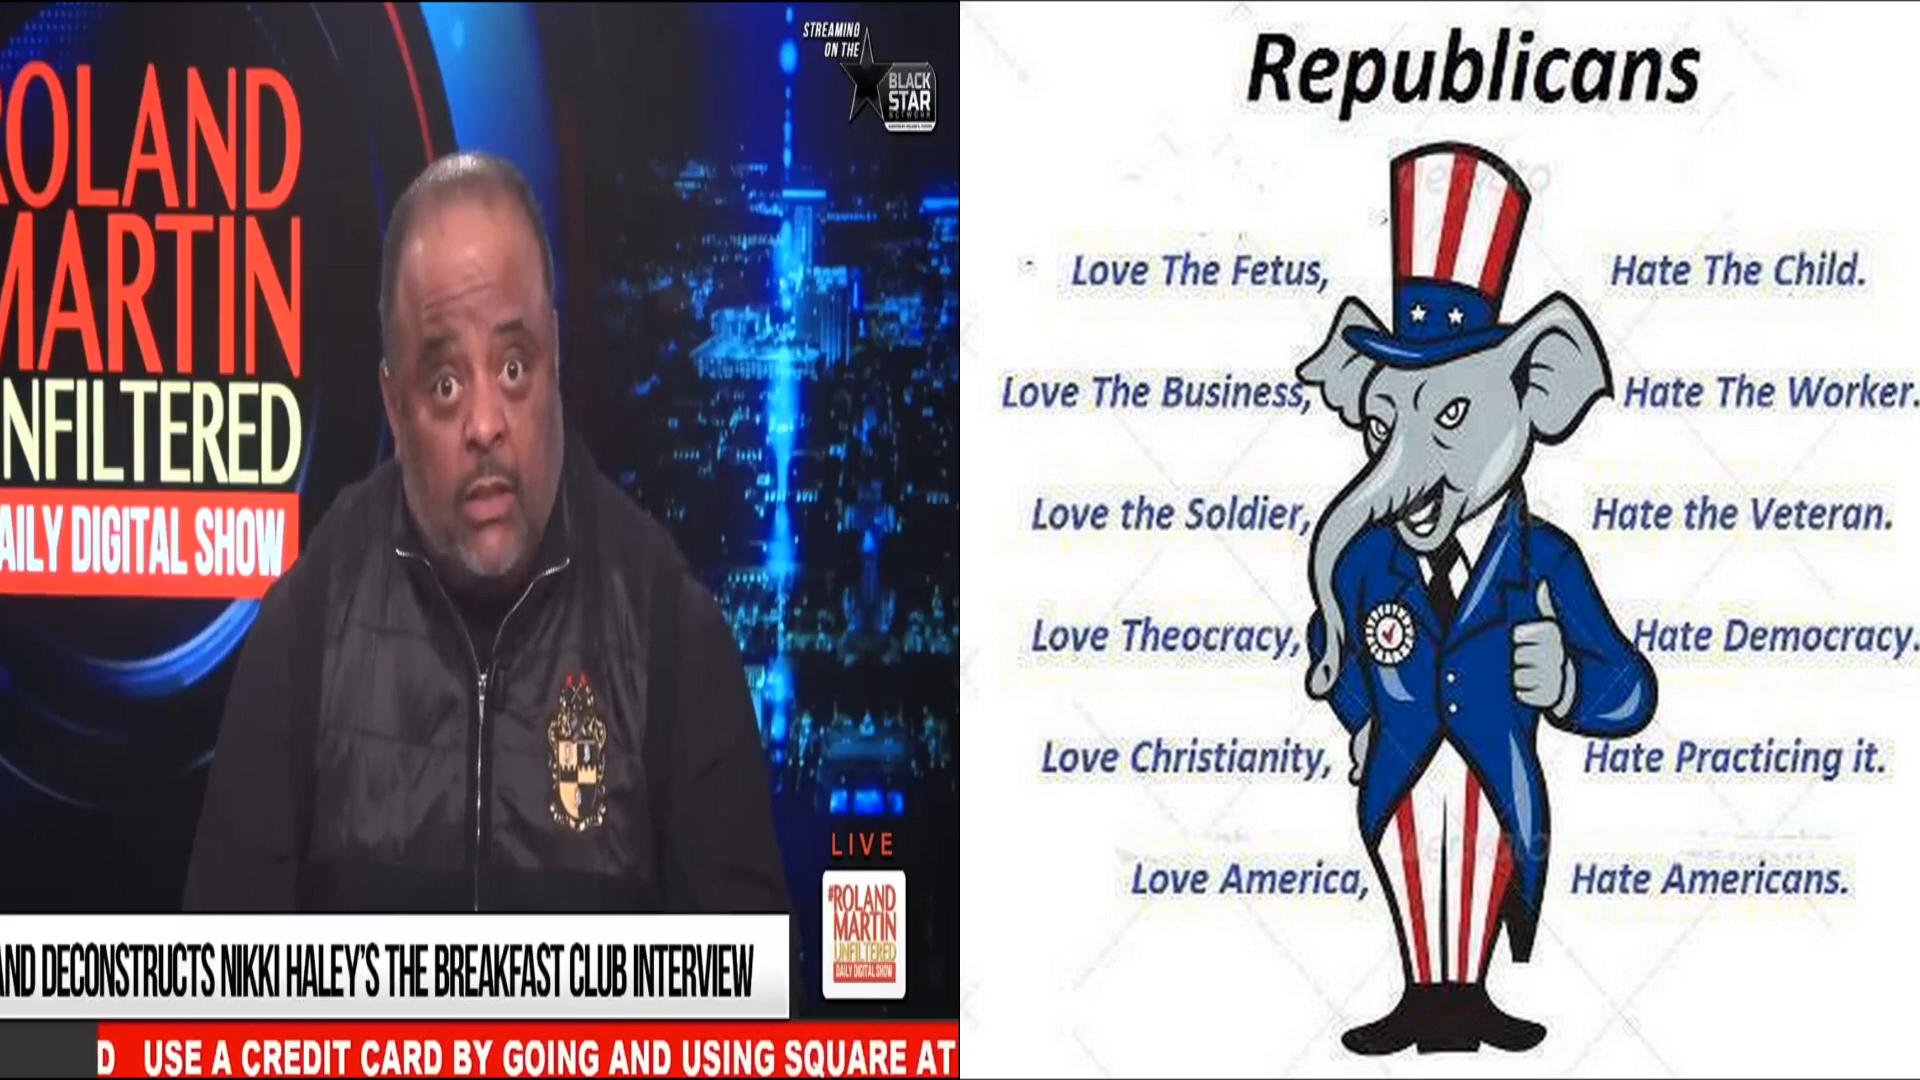 STREAMING
ON THE
BLACK
STAR
NETWORK
ROLAND
MARTIN
UNFILTERED
DAILY DIGITAL SHOW
LIVE
#ROLAND
MARTIN
UNFILTERED
DAILY DIGITAL SHOW
AND DECONSTRUCTS NIKKI HALEY'S THE BREAKFAST CLUB INTERVIEW
D USE A CREDIT CARD BY GOING AND USING SQUARE AT
Republicans
Love The Fetus, Hate The Child.
Love The Business, Hate The Worker.
Love the Soldier, Hate the Veteran.
Love Theocracy, Hate Democracy.
Love Christianity, Hate Practicing it.
Love America, Hate Americans.